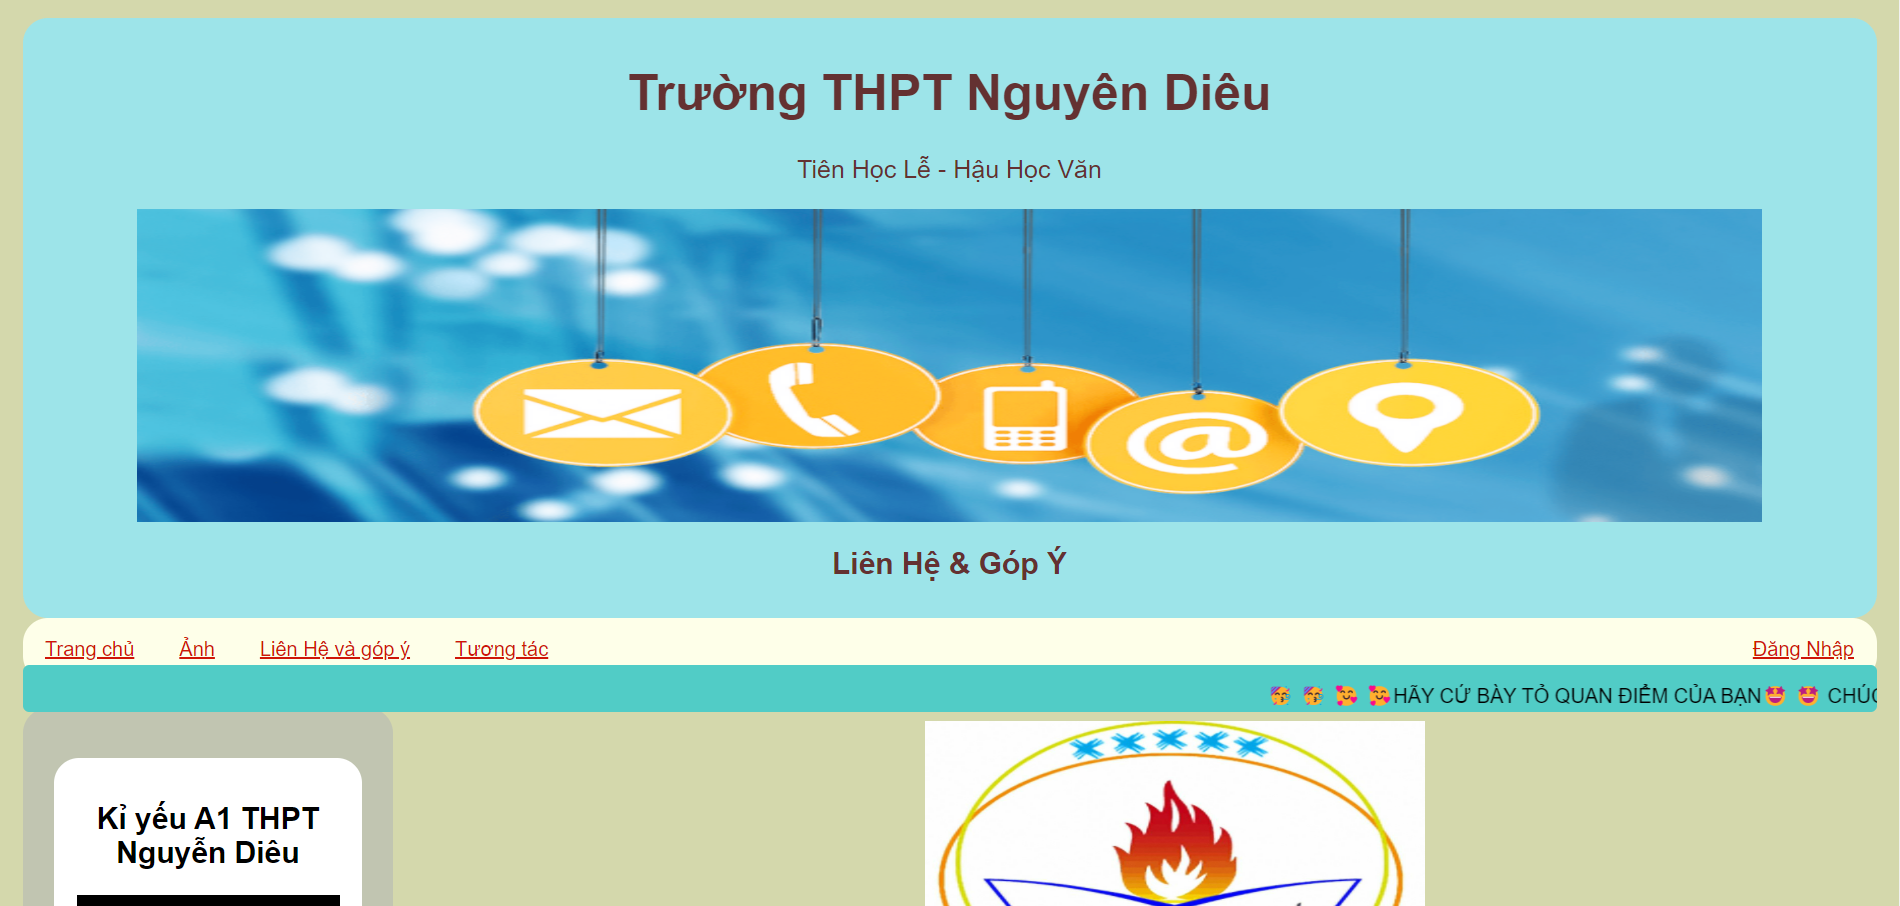 Trường THPT Nguyên Diêu
Tiên Học Lễ - Hậu Học Văn
@
Liên Hệ & Góp Ý
Trang chủ Ảnh Liên Hệ và góp ý Tương tác Đăng Nhập
🥳 🥳 🥰 🥰HÃY CỨ BÀY TỎ QUAN ĐIỂM CỦA BẠN🤩 🤩 CHÚC
Kỉ yếu A1 THPT
Nguyễn Diêu